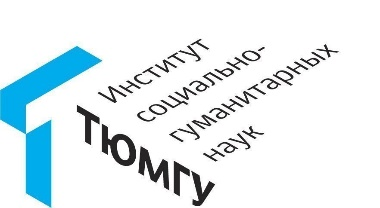 Институт
социально-
гуманитарных
наук
ТЮМГУ